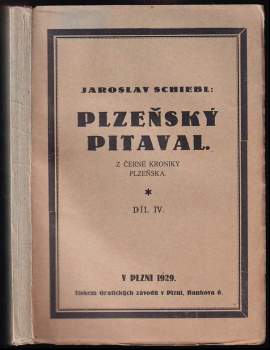 JAROSLAV SCHIEBL:
PLZEŇSKÝ
PITAVAL.
Z ČERNÉ KRONIKY
PLZEŇSKA.
*
DÍL IV.
V PLZNI 1929.
Tiskem Grafických závodů v Plzni, Hankova 6.